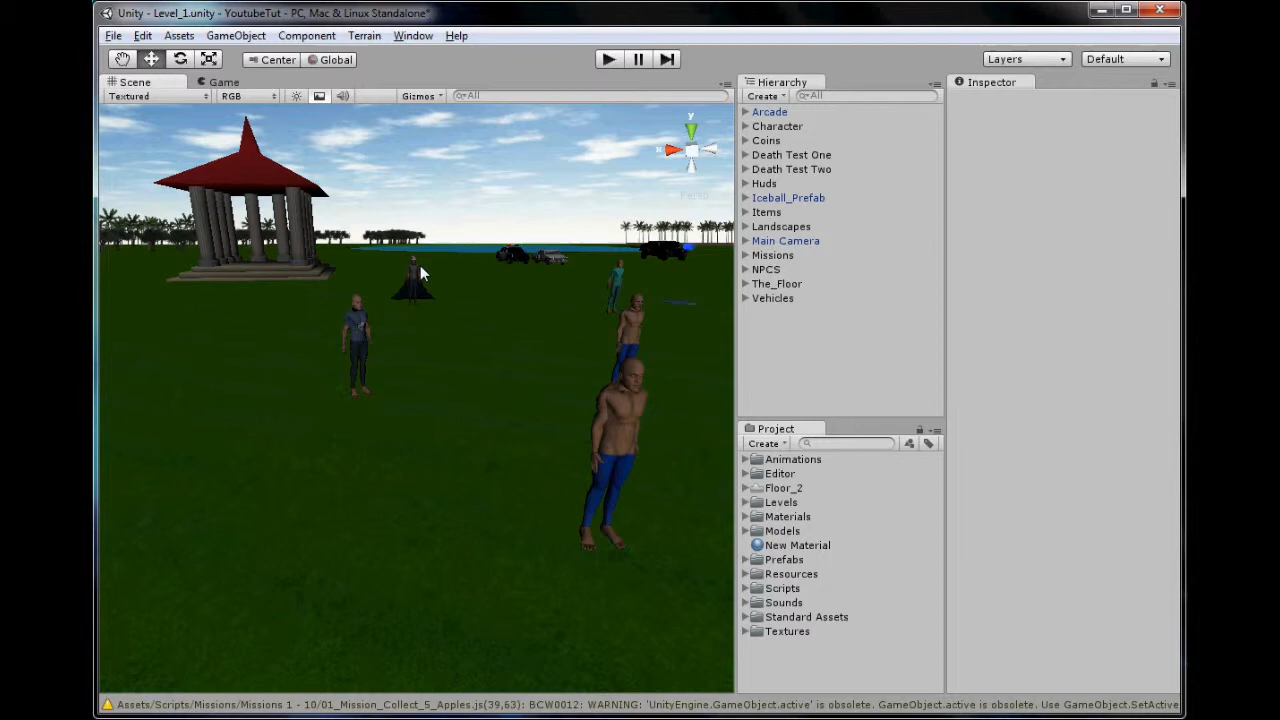 Unity - Level_1.unity - YoutubeTut - PC, Mac & Linux Standalone*
File Edit Assets GameObject Component Terrain Window Help
Center Global Layers Default
Scene Game
Textured RGB Gizmos All
y
x
Persp
Hierarchy
Create All
Arcade
Character
Coins
Death Test One
Death Test Two
Huds
Iceball_Prefab
Items
Landscapes
Main Camera
Missions
NPCS
The_Floor
Vehicles
Project
Create
Animations
Editor
Floor_2
Levels
Materials
Models
New Material
Prefabs
Resources
Scripts
Sounds
Standard Assets
Textures
Inspector
Assets/Scripts/Missions/Missions 1 - 10/01_Mission_Collect_5_Apples.js(39,63): BCW0012: WARNING: 'UnityEngine.GameObject.active' is obsolete. GameObject.active is obsolete. Use GameObject.SetActive